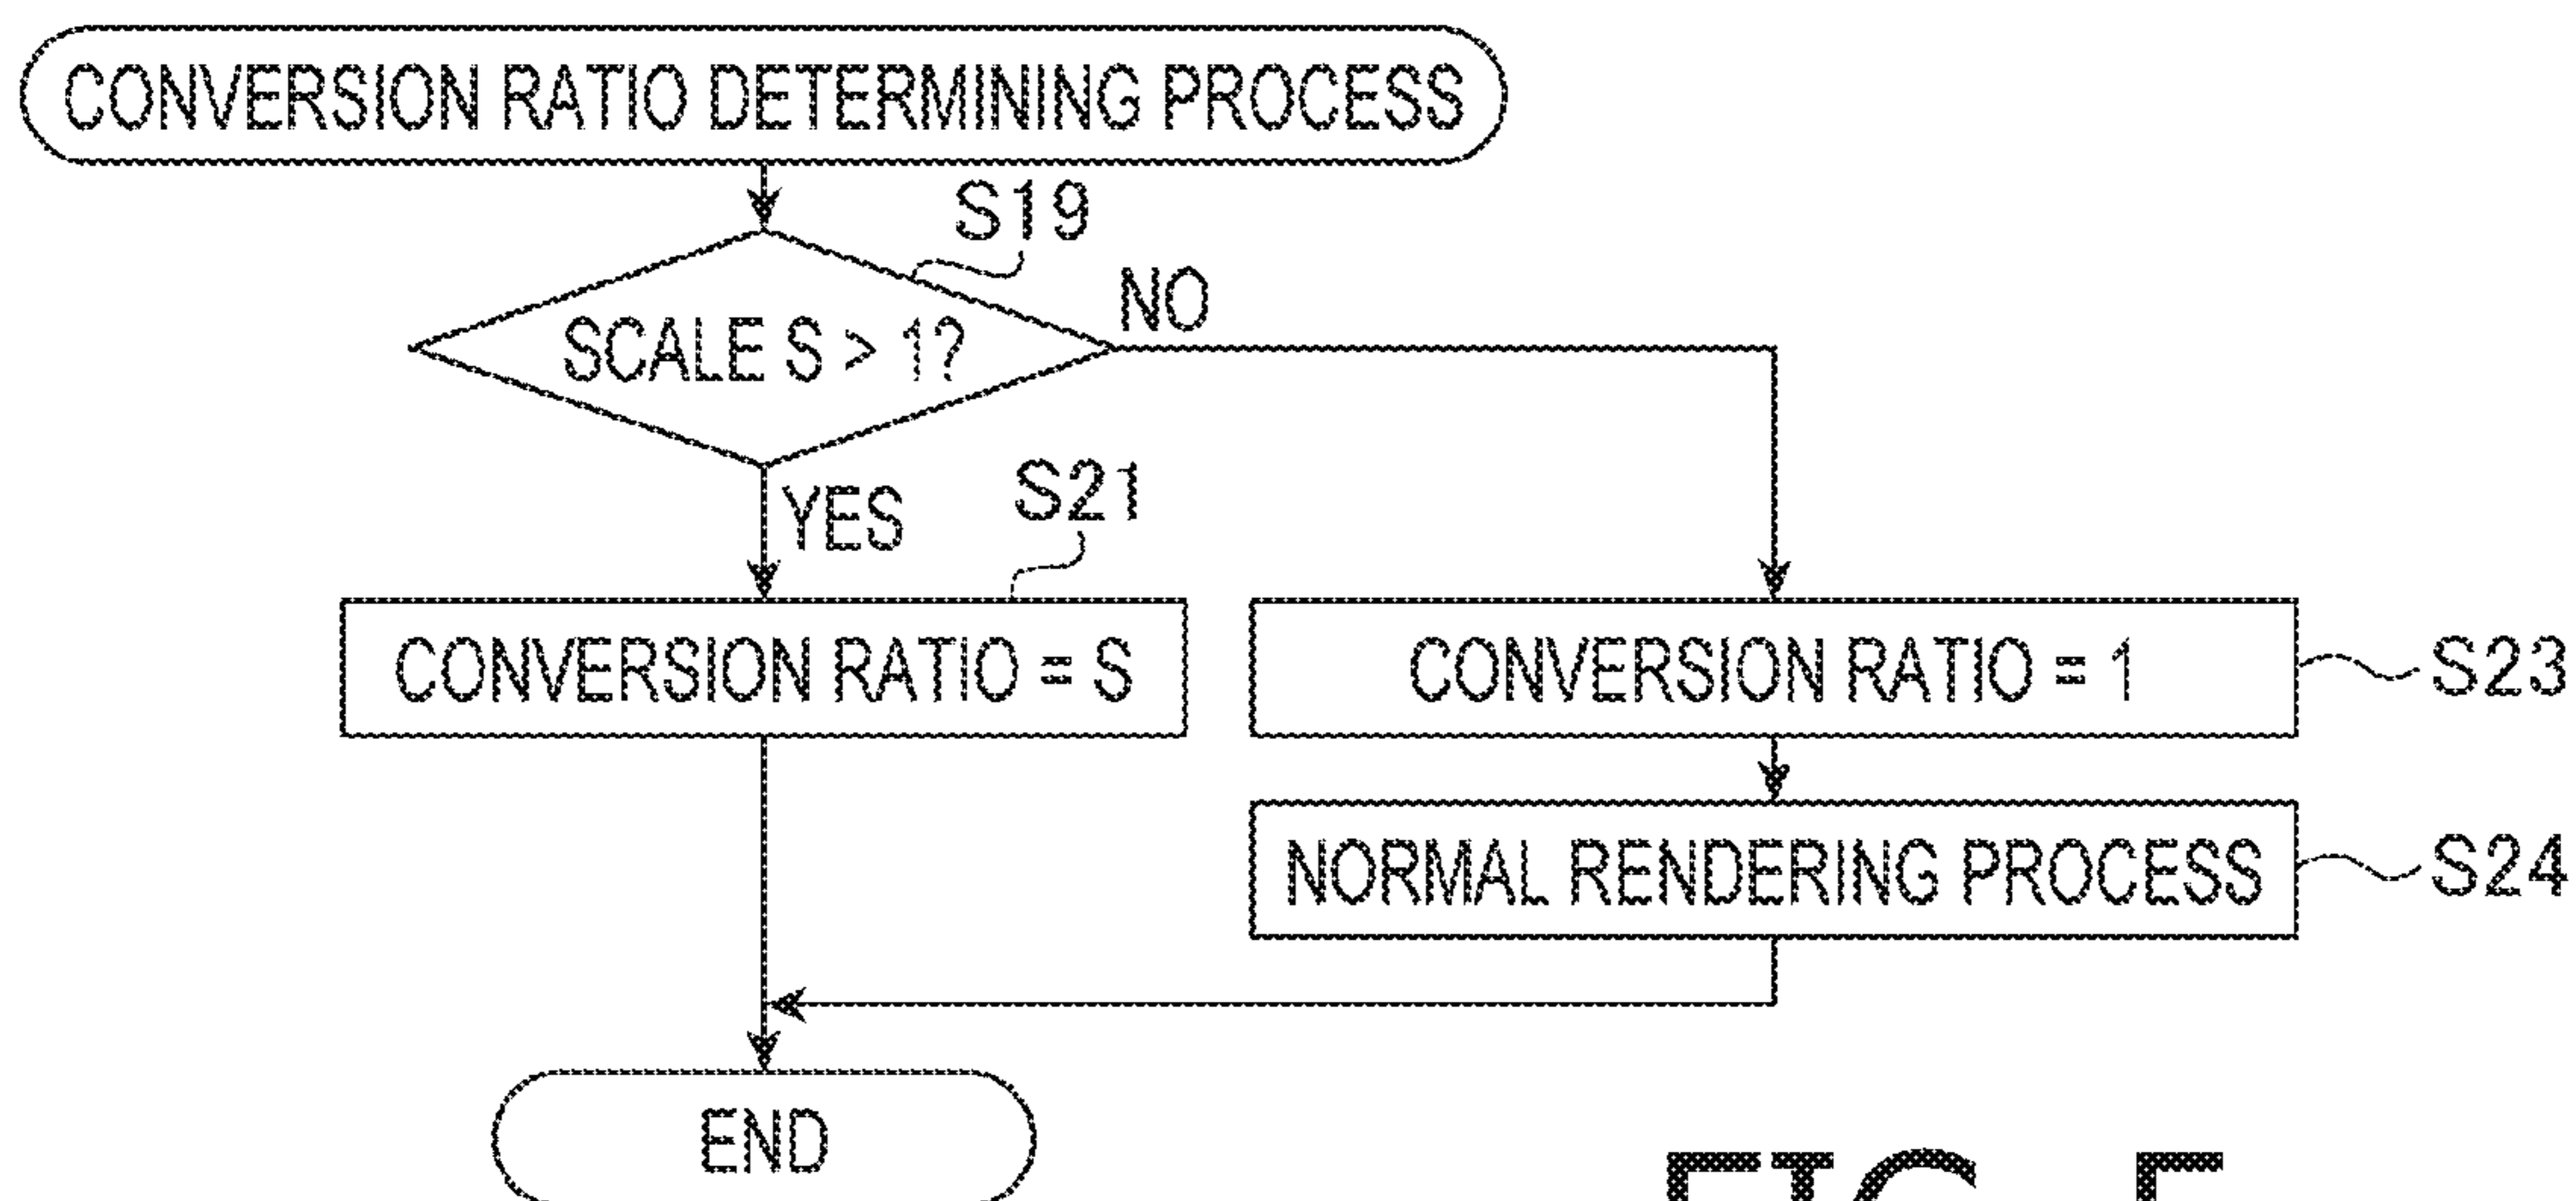 CONVERSION RATIO DETERMINING PROCESS
S19
SCALE S > 1?
NO
YES
S21
CONVERSION RATIO = S
CONVERSION RATIO = 1
S23
NORMAL RENDERING PROCESS
S24
END